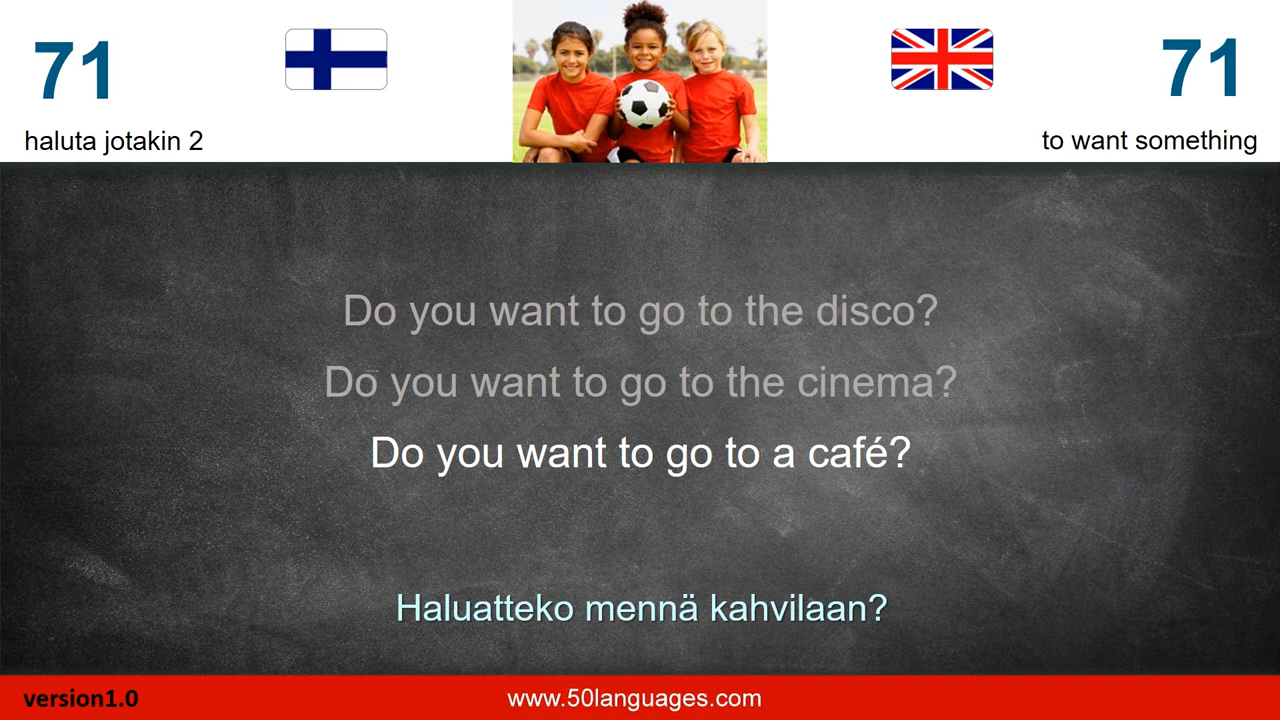 71
71
haluta jotakin 2
to want something
Do you want to go to the disco?
Do you want to go to the cinema?
Do you want to go to a café?
Haluatteko mennä kahvilaan?
version1.0
www.50languages.com